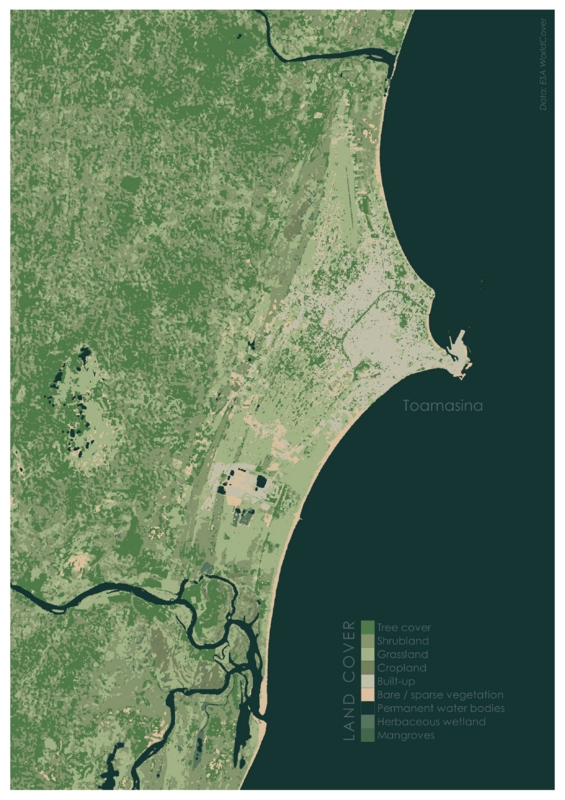 Data: ESA WorldCover
Toamasina
LAND COVER
Tree cover
Shrubland
Grassland
Cropland
Built-up
Bare / sparse vegetation
Permanent water bodies
Herbaceous wetland
Mangroves